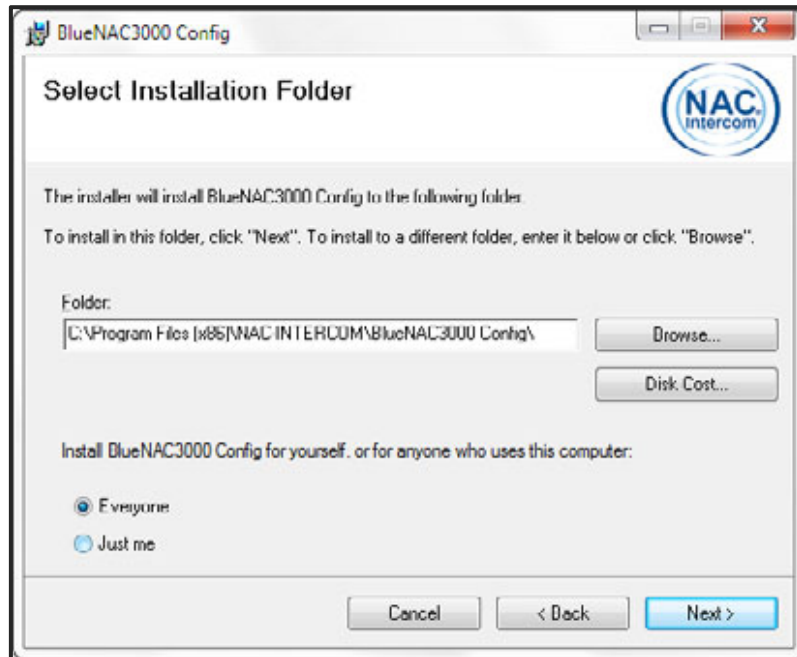 BlueNAC3000 Config
Select Installation Folder
NAC
Intercom
The installer will install BlueNAC3000 Config to the following folder.
To install in this folder, click "Next". To install to a different folder, enter it below or click "Browse".
Folder:
C:\Program Files (x86)\NAC INTERCOM\BlueNAC3000 Config\
Browse...
Disk Cost...
Install BlueNAC3000 Config for yourself, or for anyone who uses this computer:
Everyone
Just me
Cancel
< Back
Next >